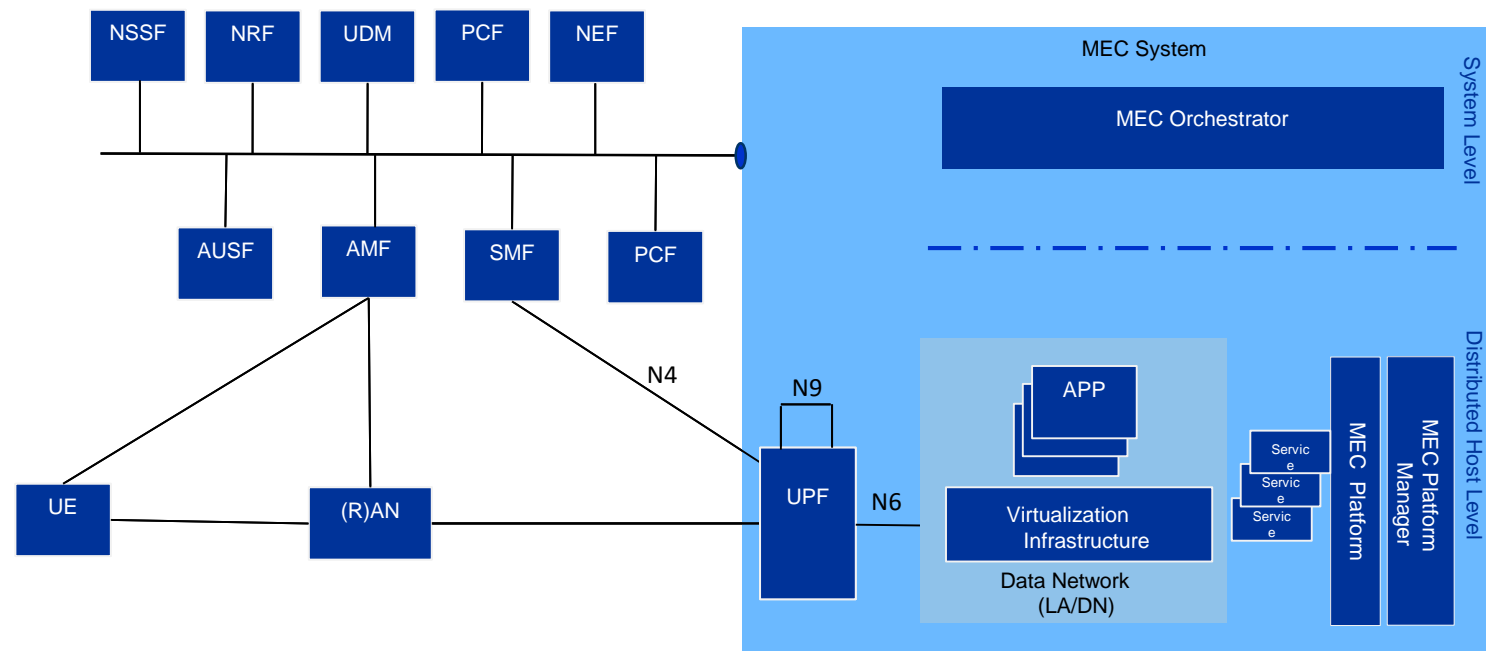 NSSF
NRF
UDM
PCF
NEF
MEC System
System Level
MEC Orchestrator
AUSF
AMF
SMF
PCF
N4
N9
APP
Distributed Host Level
UE
(R)AN
UPF
N6
Virtualization
Infrastructure
Data Network
(LA/DN)
Servic
e
Servic
e
Servic
e
MEC Platform
MEC Platform
Manager